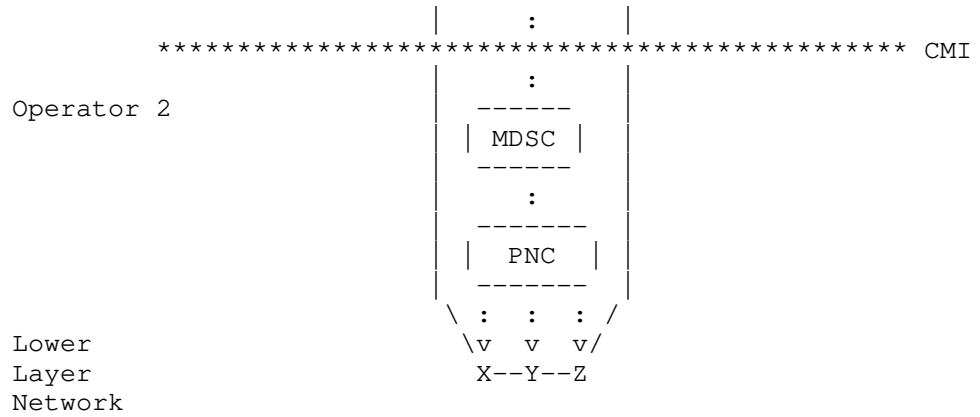 |     :     |
*********************************************** CMI
|     :     |
Operator 2                 |  ------   |
| | MDSC |  |
|  ------   |
|     :     |
|  -------  |
| |  PNC  | |
|  -------  |
\ :  :  : /
Lower                        \v  v  v/
Layer                         X--Y--Z
Network